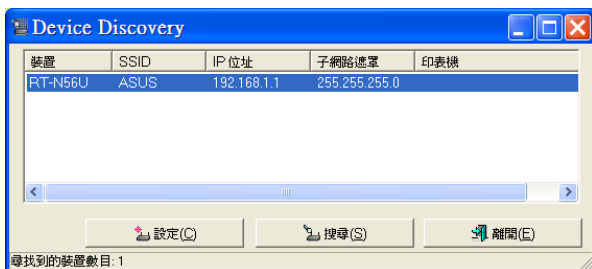 Device Discovery
裝置 SSID IP位址 子網路遮罩 印表機
RT-N56U ASUS 192.168.1.1 255.255.255.0
設定(C) 搜尋(S) 離開(E)
尋找到的裝置數目: 1